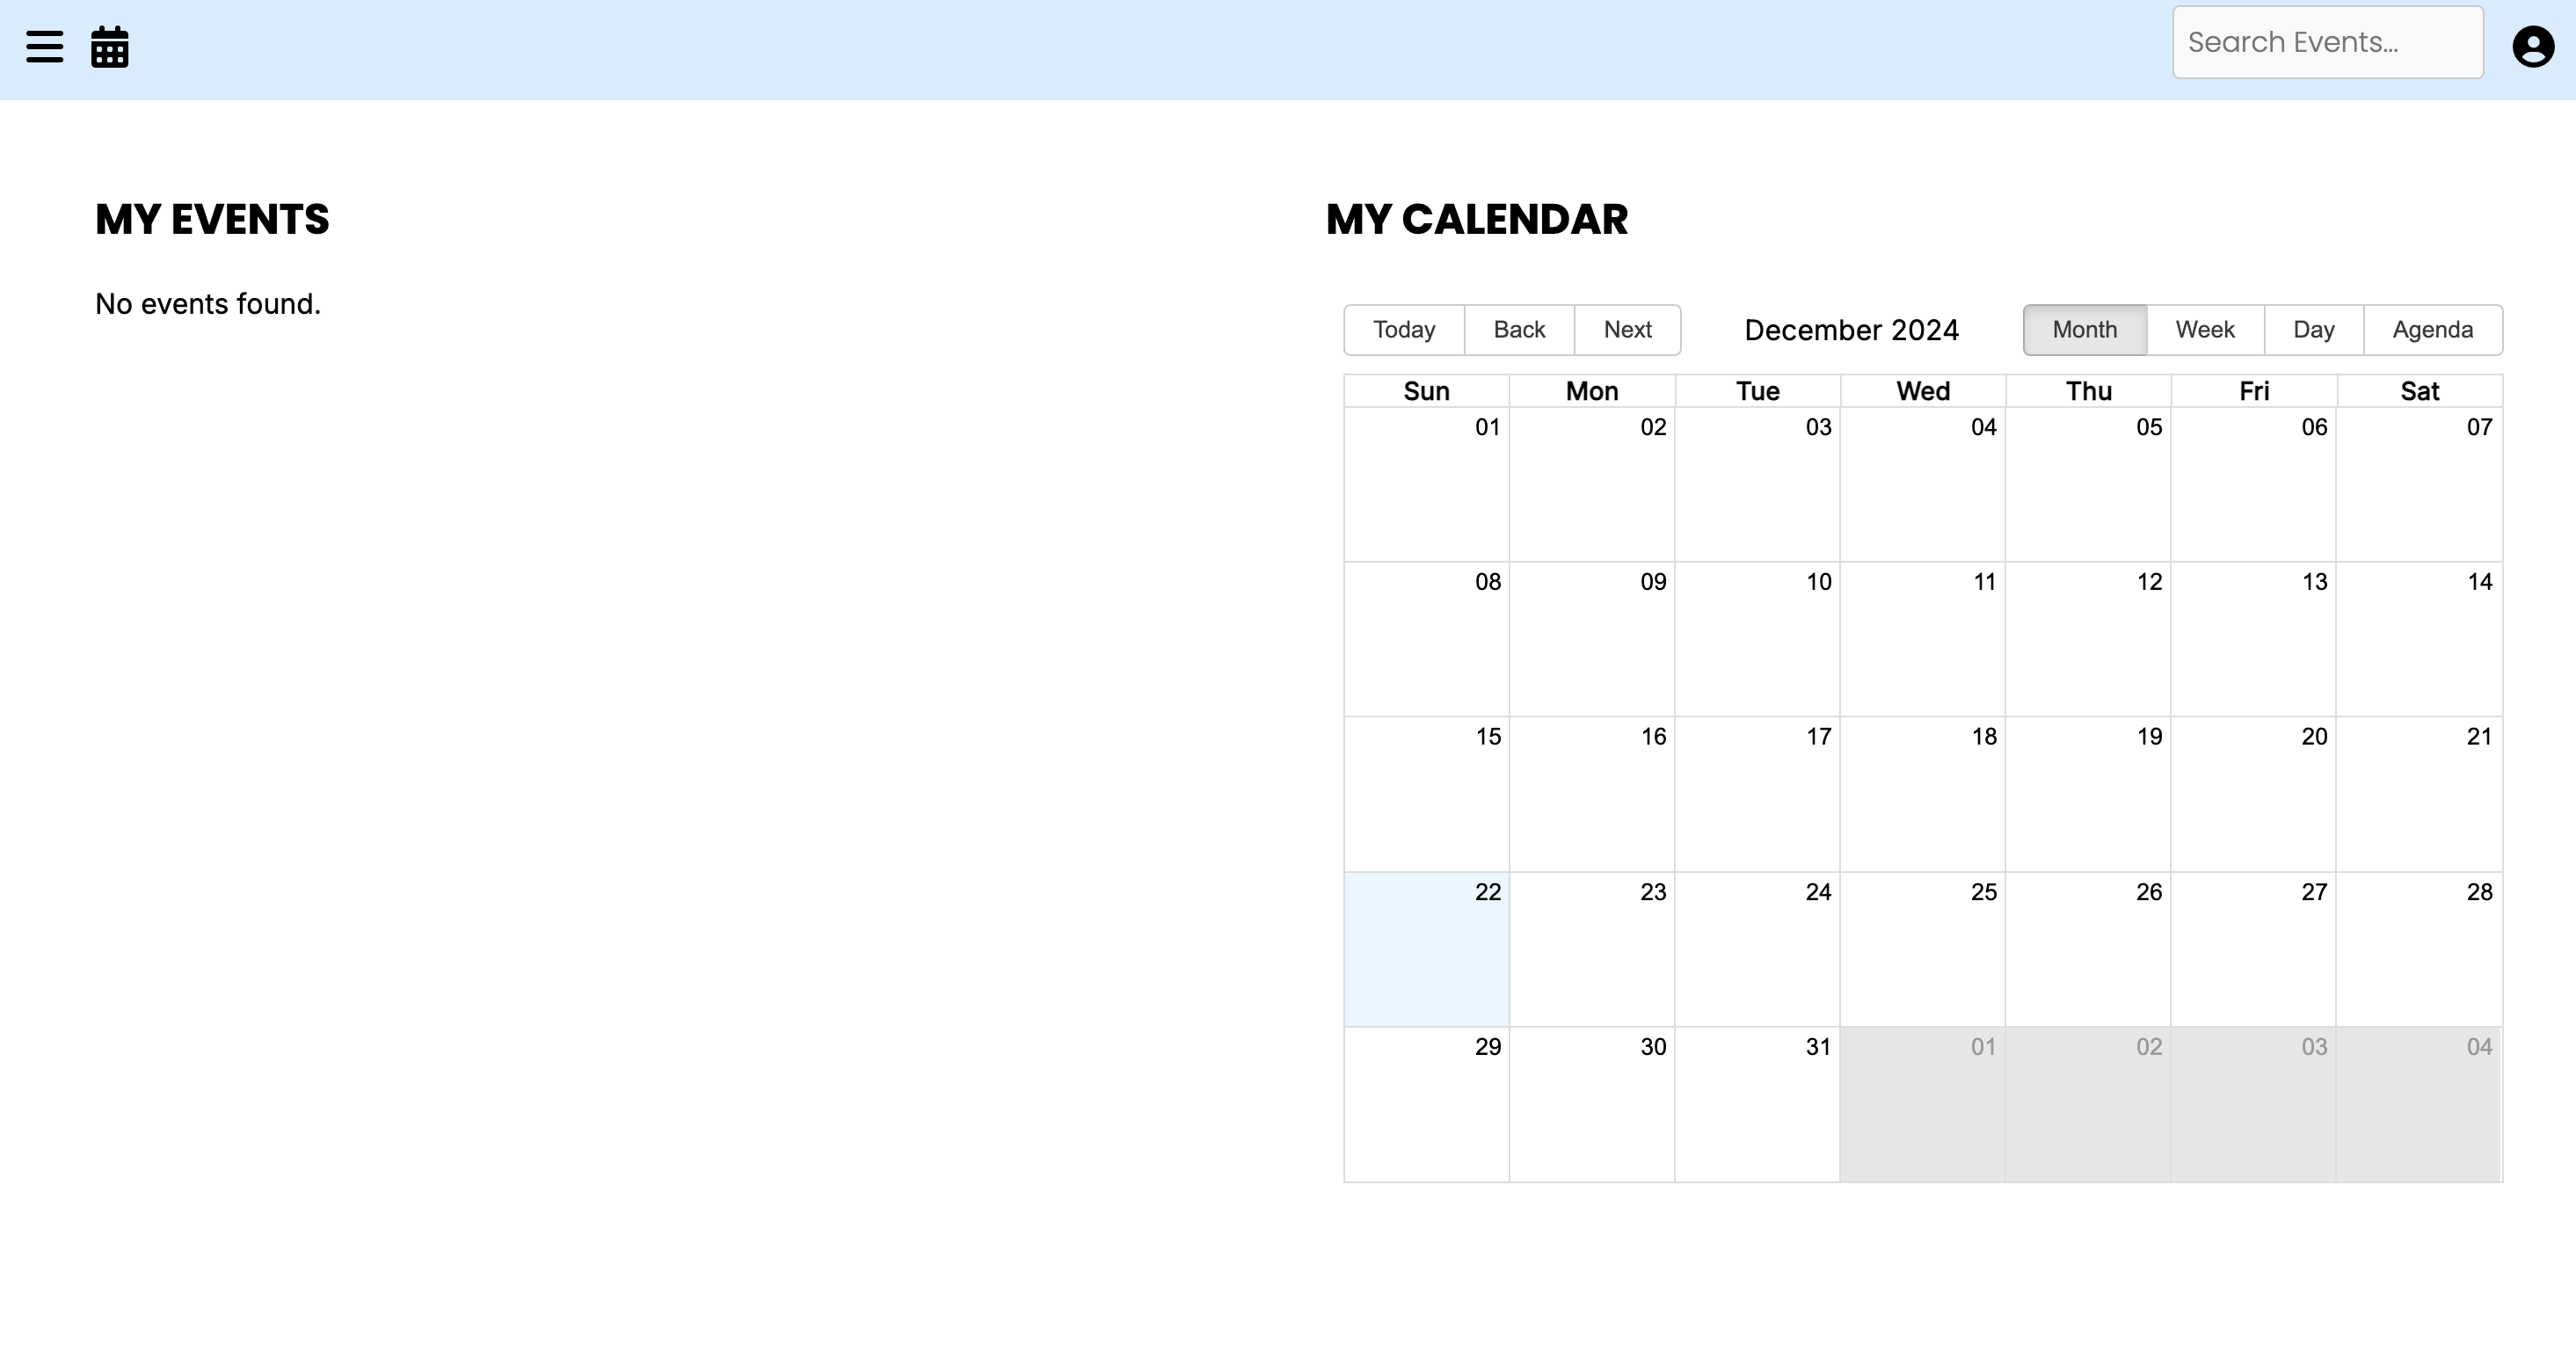 Search Events...
MY EVENTS
No events found.
MY CALENDAR
Today Back Next December 2024 Month Week Day Agenda
Sun Mon Tue Wed Thu Fri Sat
01 02 03 04 05 06 07
08 09 10 11 12 13 14
15 16 17 18 19 20 21
22 23 24 25 26 27 28
29 30 31 01 02 03 04